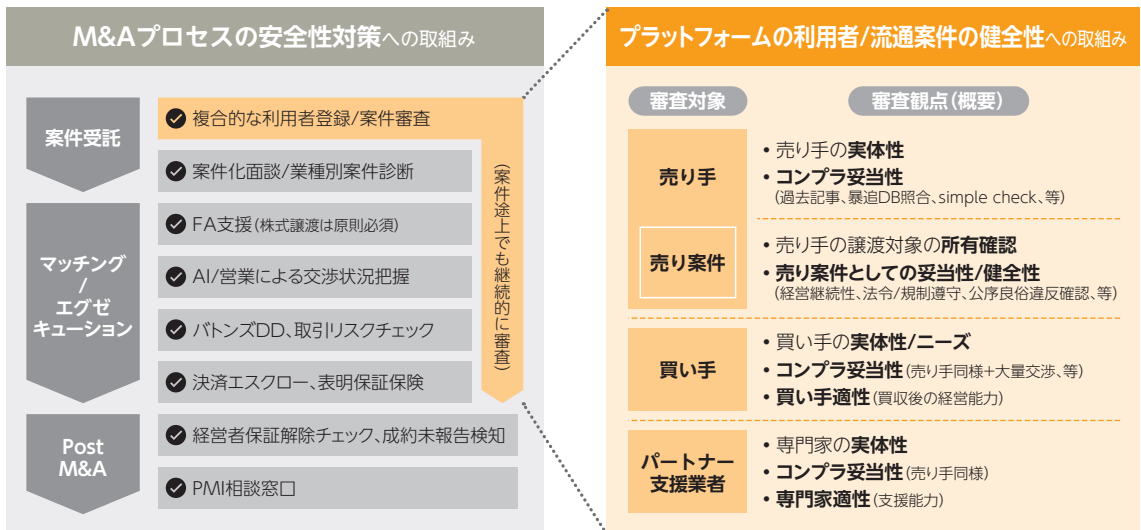 M&Aプロセスの安全性対策への取組み
案件受託
複合的な利用者登録/案件審査
案件化面談/業種別案件診断
マッチング
/
エグゼ
キューション
FA支援(株式譲渡は原則必須)
AI/営業による交渉状況把握
バトンズDD、取引リスクチェック
決済エスクロー、表明保証保険
(案件途上でも継続的に審査)
Post
M&A
経営者保証解除チェック、成約未報告検知
PMI相談窓口
プラットフォームの利用者/流通案件の健全性への取組み
審査対象
審査観点(概要)
売り手
• 売り手の実体性
• コンプラ妥当性
(過去記事、暴追DB照合、simple check、等)
売り案件
• 売り手の譲渡対象の所有確認
• 売り案件としての妥当性/健全性
(経営継続性、法令/規制遵守、公序良俗違反確認、等)
買い手
• 買い手の実体性/ニーズ
• コンプラ妥当性(売り手同様+大量交渉、等)
• 買い手適性(買収後の経営能力)
パートナー
支援業者
• 専門家の実体性
• コンプラ妥当性(売り手同様)
• 専門家適性(支援能力)